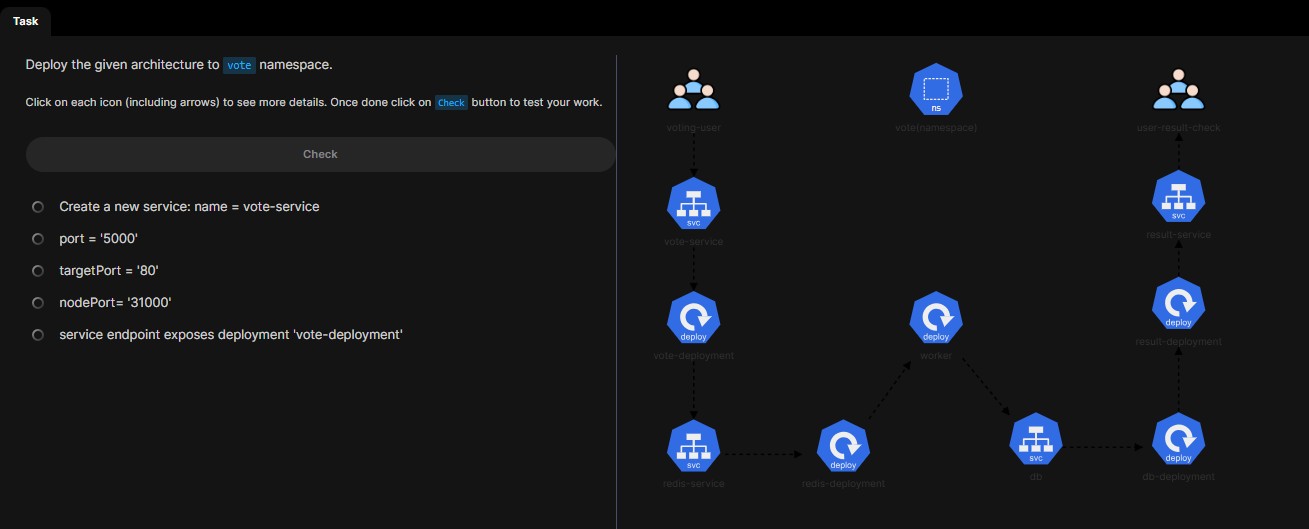 Task
Deploy the given architecture to vote namespace.
Click on each icon (including arrows) to see more details. Once done click on Check button to test your work.
Check
Create a new service: name = vote-service
port = '5000'
targetPort = '80'
nodePort= '31000'
service endpoint exposes deployment 'vote-deployment'
voting-user
ns
vote(namespace)
user-result-check
svc
vote-service
svc
result-service
deploy
vote-deployment
deploy
worker
deploy
result-deployment
svc
redis-service
deploy
redis-deployment
svc
db
deploy
db-deployment